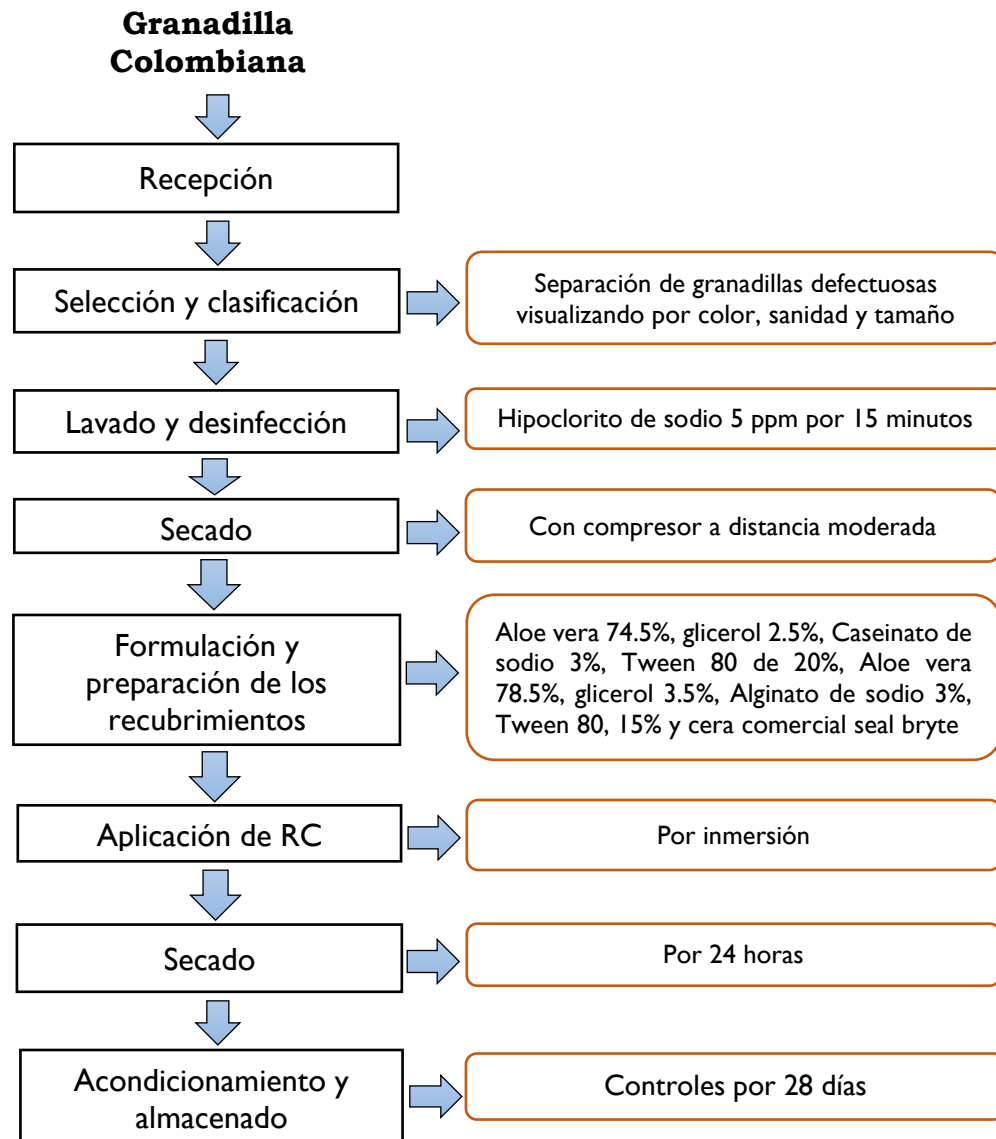 Granadilla
Colombiana
Recepción
Selección y clasificación
Separación de granadillas defectuosas
visualizando por color, sanidad y tamaño
Lavado y desinfección
Hipoclorito de sodio 5 ppm por 15 minutos
Secado
Con compresor a distancia moderada
Formulación y
preparación de los
recubrimientos
Aloe vera 74.5%, glicerol 2.5%, Caseinato de
sodio 3%, Tween 80 de 20%, Aloe vera
78.5%, glicerol 3.5%, Alginato de sodio 3%,
Tween 80, 15% y cera comercial seal bryte
Aplicación de RC
Por inmersión
Secado
Por 24 horas
Acondicionamiento y
almacenado
Controles por 28 días